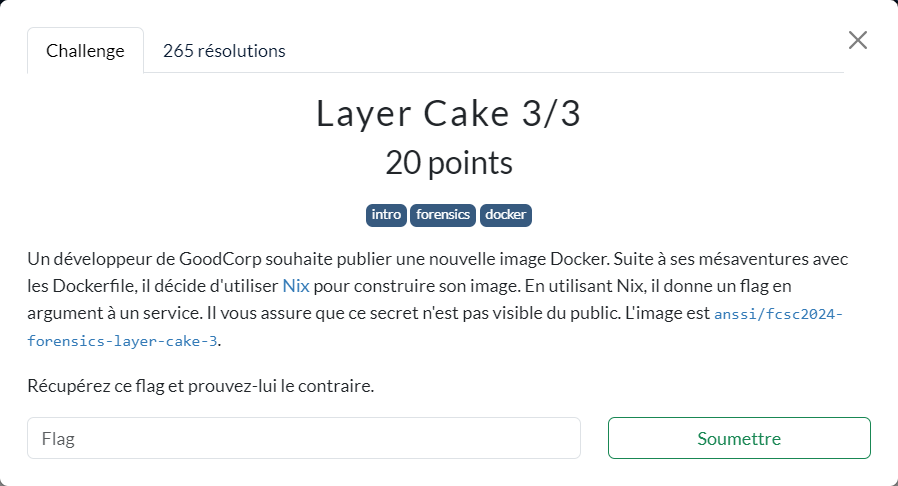 Challenge
265 résolutions
Layer Cake 3/3
20 points
intro forensics docker
Un développeur de GoodCorp souhaite publier une nouvelle image Docker. Suite à ses mésaventures avec
les Dockerfile, il décide d'utiliser Nix pour construire son image. En utilisant Nix, il donne un flag en
argument à un service. Il vous assure que ce secret n'est pas visible du public. L'image est anssi/fcsc2024-
forensics-layer-cake-3.
Récupérez ce flag et prouvez-lui le contraire.
Flag
Soumettre